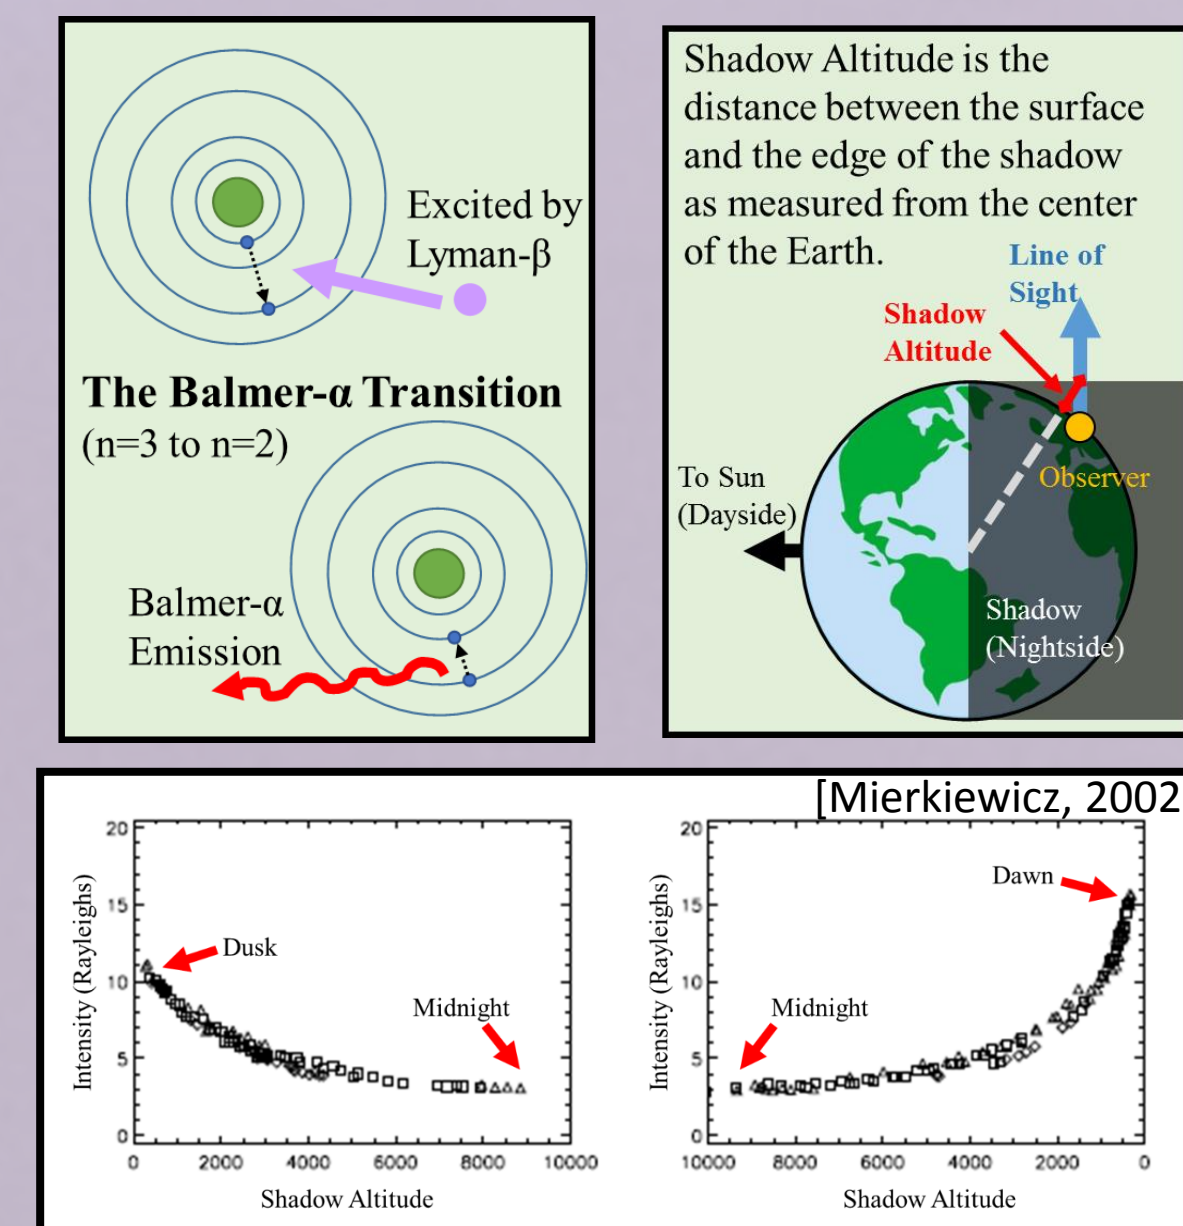 Excited by
Lyman-β
The Balmer-α Transition
(n=3 to n=2)
Balmer-α
Emission
Shadow Altitude is the
distance between the surface
and the edge of the shadow
as measured from the center
of the Earth.
Line of
Sight
Shadow
Altitude
To Sun
(Dayside)
Observer
Shadow
(Nightside)
[Mierkiewicz, 2002
20
15
10
5
0
Intensity (Rayleighs)
Dusk
Midnight
0 2000 4000 6000 8000 10000
Shadow Altitude
20
15
10
5
0
Intensity (Rayleighs)
Dawn
Midnight
10000 8000 6000 4000 2000 0
Shadow Altitude